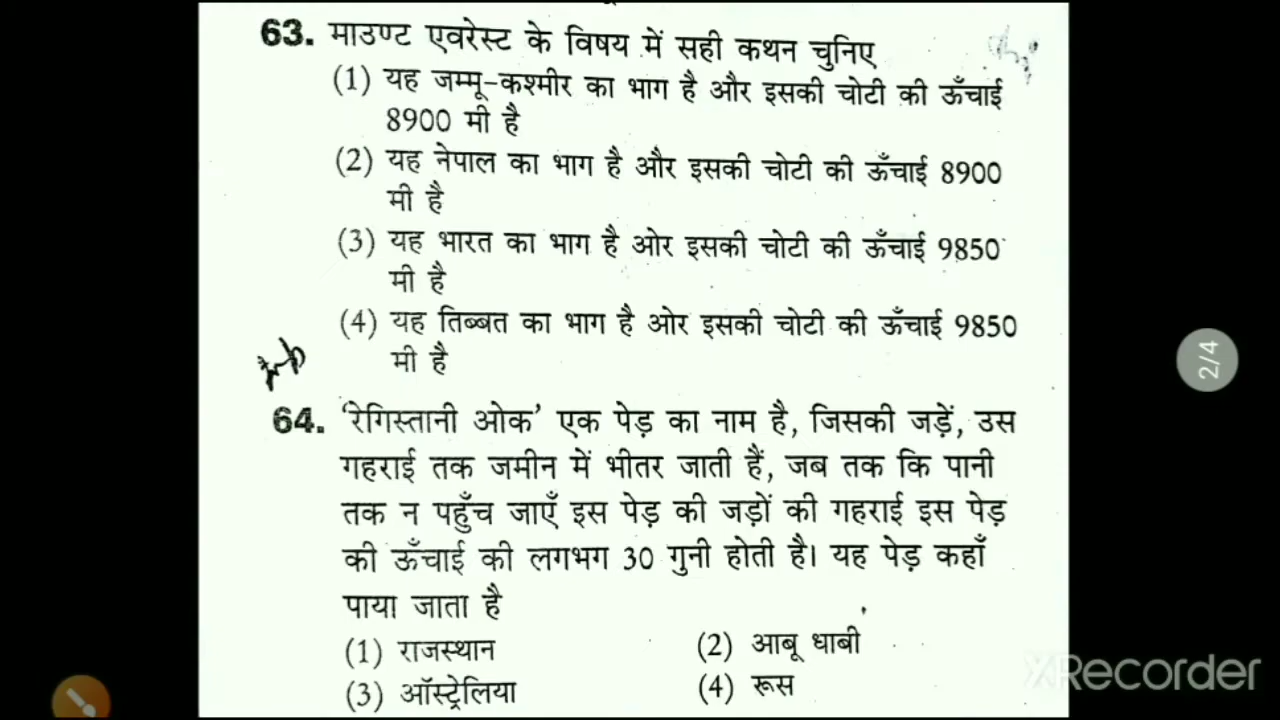 63. माउण्ट एवरेस्ट के विषय में सही कथन चुनिए
(1) यह जम्मू-कश्मीर का भाग है और इसकी चोटी की ऊँचाई
8900 मी है
(2) यह नेपाल का भाग है और इसकी चोटी की ऊँचाई 8900
मी है
(3) यह भारत का भाग है ओर इसकी चोटी की ऊँचाई 9850
मी है
(4) यह तिब्बत का भाग है ओर इसकी चोटी की ऊँचाई 9850
मी है
64. ‘रेगिस्तानी ओक’ एक पेड़ का नाम है, जिसकी जड़ें, उस
गहराई तक जमीन में भीतर जाती हैं, जब तक कि पानी
तक न पहुँच जाएँ इस पेड़ की जड़ों की गहराई इस पेड़
की ऊँचाई की लगभग 30 गुनी होती है। यह पेड़ कहाँ
पाया जाता है
(1) राजस्थान (2) आबू धाबी
(3) ऑस्ट्रेलिया (4) रूस
2/4
XRecorder